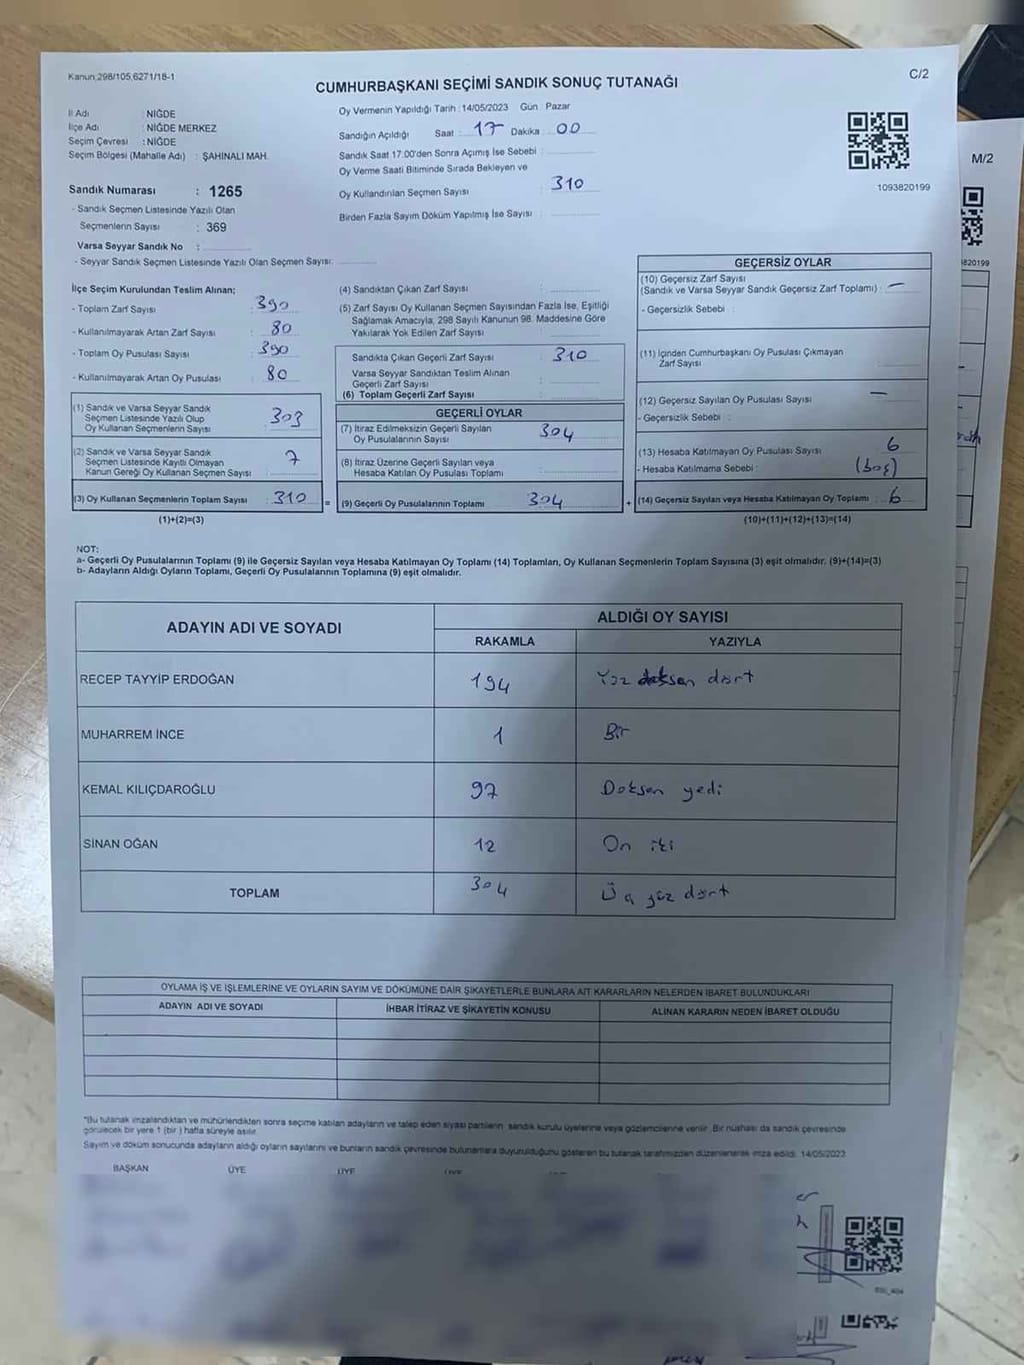 Kanun:298/105,6271/18-1
C/2
CUMHURBAŞKANI SEÇİMİ SANDIK SONUÇ TUTANAĞI
İl Adı : NİĞDE
İlçe Adı : NİĞDE MERKEZ
Seçim Çevresi : NİĞDE
Seçim Bölgesi (Mahalle Adı) : ŞAHİNALİ MAH.
Sandık Numarası : 1265
- Sandık Seçmen Listesinde Yazılı Olan
Seçmenlerin Sayısı : 369
Varsa Seyyar Sandık No :
- Seyyar Sandık Seçmen Listesinde Yazılı Olan Seçmen Sayısı:
Oy Vermenin Yapıldığı Tarih : 14/05/2023 Gün : Pazar
Sandığın Açıldığı Saat : 17 Dakika : 00
Sandık Saat 17:00'den Sonra Açımış İse Sebebi :
Oy Verme Saati Bitiminde Sırada Bekleyen ve
Oy Kullandırılan Seçmen Sayısı : 310
Birden Fazla Sayım Döküm Yapılmış İse Sayısı :
1093820199
M/2
820199
İlçe Seçim Kurulundan Teslim Alınan;
- Toplam Zarf Sayısı : 390
- Kullanılmayarak Artan Zarf Sayısı : 80
- Toplam Oy Pusulası Sayısı : 390
- Kullanılmayarak Artan Oy Pusulası : 80
(1) Sandık ve Varsa Seyyar Sandık
Seçmen Listesinde Yazılı Olup
Oy Kullanan Seçmenlerin Sayısı : 303
(2) Sandık ve Varsa Seyyar Sandık
Seçmen Listesinde Kayıtlı Olmayan
Kanun Gereği Oy Kullanan Seçmen Sayısı : 7
(3) Oy Kullanan Seçmenlerin Toplam Sayısı : 310
(1)+(2)=(3)
(4) Sandıktan Çıkan Zarf Sayısı :
(5) Zarf Sayısı Oy Kullanan Seçmen Sayısından Fazla İse, Eşitliği
Sağlamak Amacıyla; 298 Sayılı Kanunun 98. Maddesine Göre
Yakılarak Yok Edilen Zarf Sayısı :
Sandıkta Çıkan Geçerli Zarf Sayısı : 310
Varsa Seyyar Sandıktan Teslim Alınan
Geçerli Zarf Sayısı :
(6) Toplam Geçerli Zarf Sayısı :
GEÇERLİ OYLAR
(7) İtiraz Edilmeksizin Geçerli Sayılan
Oy Pusulalarının Sayısı : 304
(8) İtiraz Üzerine Geçerli Sayılan veya
Hesaba Katılan Oy Pusulası Toplamı :
= (9) Geçerli Oy Pusulalarının Toplamı : 304 +
GEÇERSİZ OYLAR
(10) Geçersiz Zarf Sayısı
(Sandık ve Varsa Seyyar Sandık Geçersiz Zarf Toplamı) : —
- Geçersizlik Sebebi :
(11) İçinden Cumhurbaşkanı Oy Pusulası Çıkmayan
Zarf Sayısı :
(12) Geçersiz Sayılan Oy Pusulası Sayısı : —
- Geçersizlik Sebebi :
(13) Hesaba Katılmayan Oy Pusulası Sayısı : 6
- Hesaba Katılmama Sebebi : (boş)
(14) Geçersiz Sayılan veya Hesaba Katılmayan Oy Toplamı : 6
(10)+(11)+(12)+(13)=(14)
NOT:
a- Geçerli Oy Pusulalarının Toplamı (9) ile Geçersiz Sayılan veya Hesaba Katılmayan Oy Toplamı (14) Toplamları, Oy Kullanan Seçmenlerin Toplam Sayısına (3) eşit olmalıdır. (9)+(14)=(3)
b- Adayların Aldığı Oyların Toplamı, Geçerli Oy Pusulalarının Toplamına (9) eşit olmalıdır.
ADAYIN ADI VE SOYADI
ALDIĞI OY SAYISI
RAKAMLA YAZIYLA
RECEP TAYYİP ERDOĞAN 194 Yüz doksan dört
MUHARREM İNCE 1 Bir
KEMAL KILIÇDAROĞLU 97 Doksan yedi
SİNAN OĞAN 12 On iki
TOPLAM 304 Üç yüz dört
OYLAMA İŞ VE İŞLEMLERİNE VE OYLARIN SAYIM VE DÖKÜMÜNE DAİR ŞİKAYETLERLE BUNLARA AİT KARARLARIN NELERDEN İBARET BULUNDUKLARI
ADAYIN ADI VE SOYADI İHBAR İTİRAZ VE ŞİKAYETİN KONUSU ALINAN KARARIN NEDEN İBARET OLDUĞU
*Bu tutanak imzalandıktan ve mühürlendikten sonra seçime katılan adayların ve talep eden siyasi partilerin, sandık kurulu üyelerine veya gözlemcilerine verilir. Bir nüshası da sandık çevresinde
görülecek bir yere 1 (bir) hafta süreyle asılır.
Sayım ve döküm sonucunda adayların aldığı oyların sayılarını ve bunların sandık çevresinde bulunanlara duyurulduğunu gösteren bu tutanak tarafımızdan düzenlenerek imza edildi. 14/05/2023
BAŞKAN ÜYE ÜYE